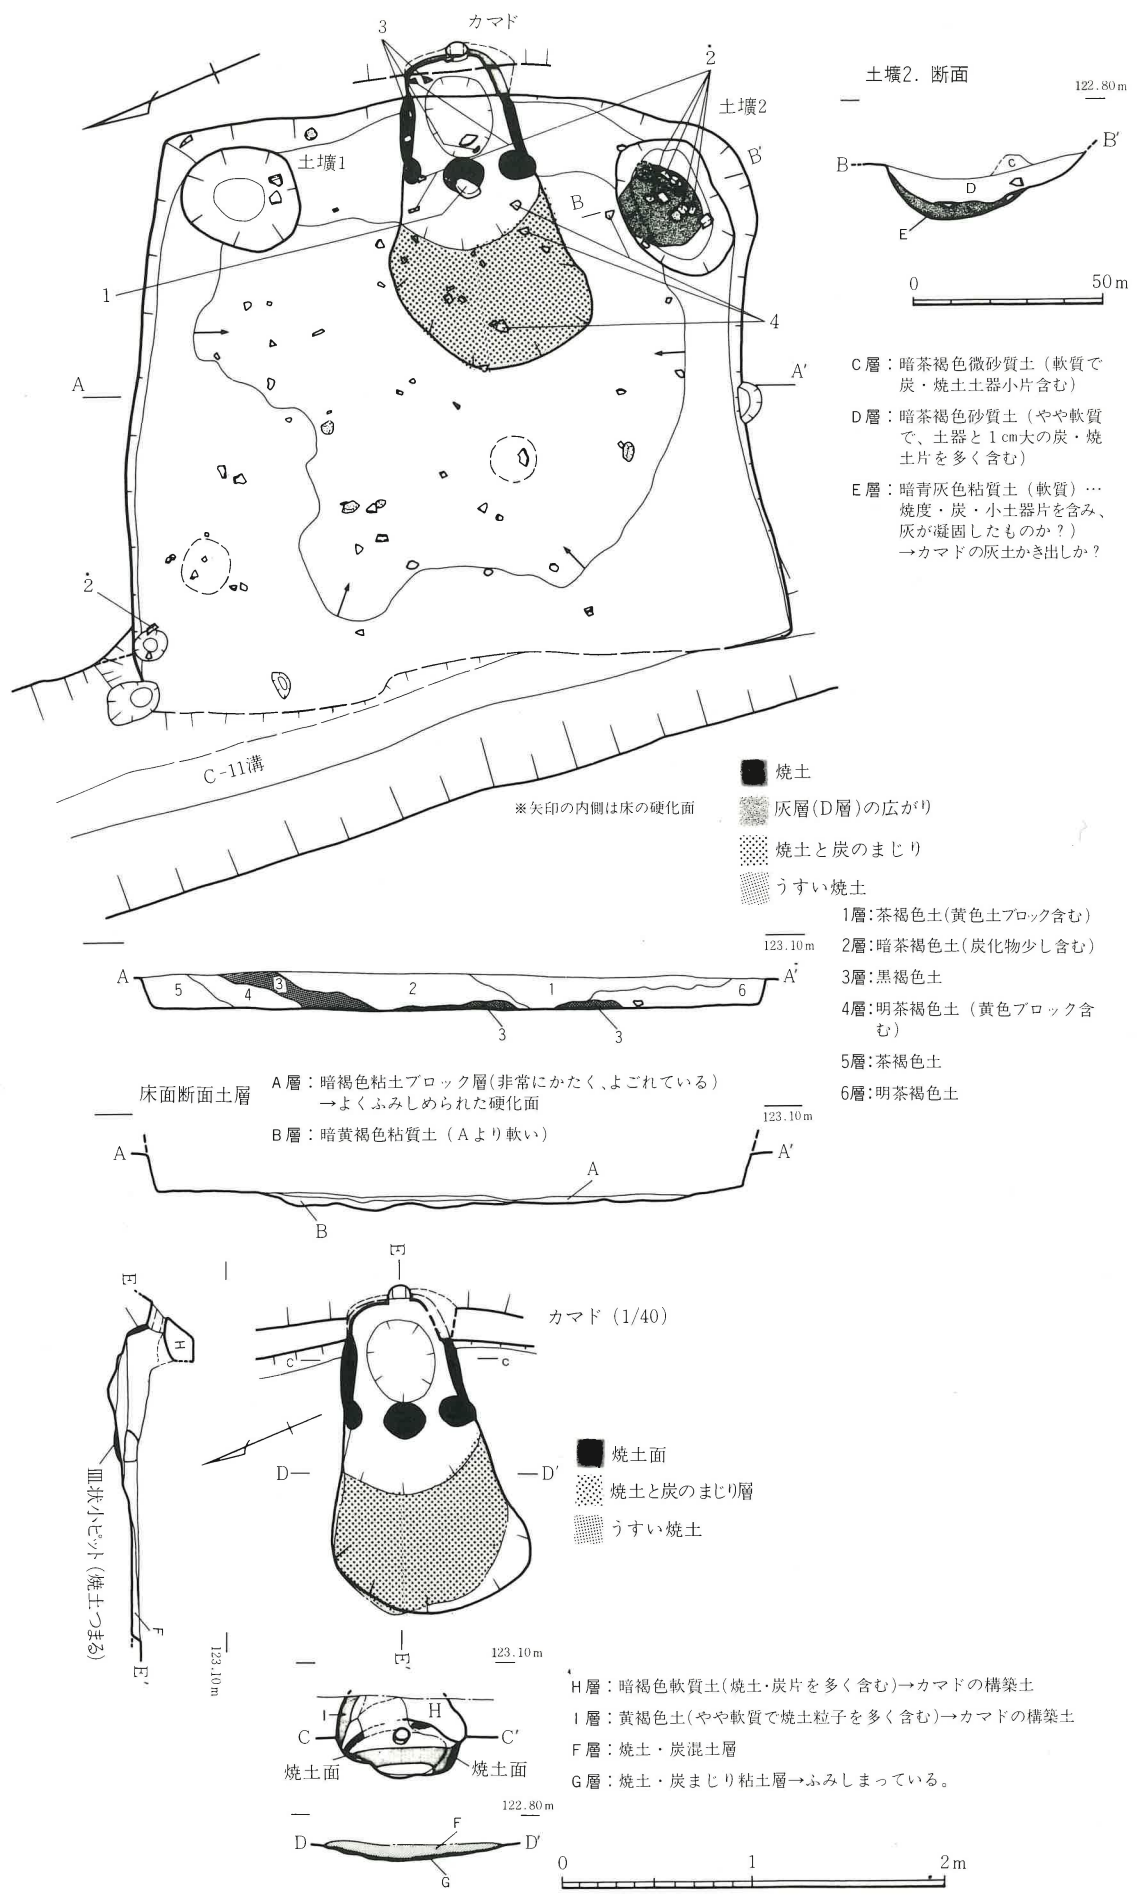 カマド
3
2
土壙2
土壙1
B'
B
1
4
A
A'
2
C-11溝
※矢印の内側は床の硬化面
土壙2. 断面
122.80m
B
B'
C
D
E
0
50m
C層：暗茶褐色微砂質土（軟質で
炭・焼土土器小片含む）
D層：暗茶褐色砂質土（やや軟質
で、土器と1cm大の炭・焼
土片を多く含む）
E層：暗青灰色粘質土（軟質）…
焼度・炭・小土器片を含み、
灰が凝固したものか？）
→カマドの灰土かき出しか？
焼土
灰層(D層)の広がり
焼土と炭のまじり
うすい焼土
1層：茶褐色土(黄色土ブロック含む)
2層：暗茶褐色土(炭化物少し含む)
3層：黒褐色土
4層：明茶褐色土（黄色ブロック含
む）
5層：茶褐色土
6層：明茶褐色土
123.10m
A
A'
5
4
3
2
1
6
3
3
床面断面土層
A層：暗褐色粘土ブロック層(非常にかたく、よごれている)
→よくふみしめられた硬化面
B層：暗黄褐色粘質土（Aより軟い）
123.10m
A
A'
A
B
E
E
H
カマド（1/40）
C
C
D
D'
皿状小ピット(焼土つまる)
F
E'
123.10m
E'
焼土面
焼土と炭のまじり層
うすい焼土
123.10m
I
H
C
C'
焼土面
焼土面
H層：暗褐色軟質土(焼土・炭片を多く含む)→カマドの構築土
I層：黄褐色土(やや軟質で焼土粒子を多く含む)→カマドの構築土
F層：焼土・炭混土層
G層：焼土・炭まじり粘土層→ふみしまっている。
122.80m
D
D'
F
G
0
1
2m